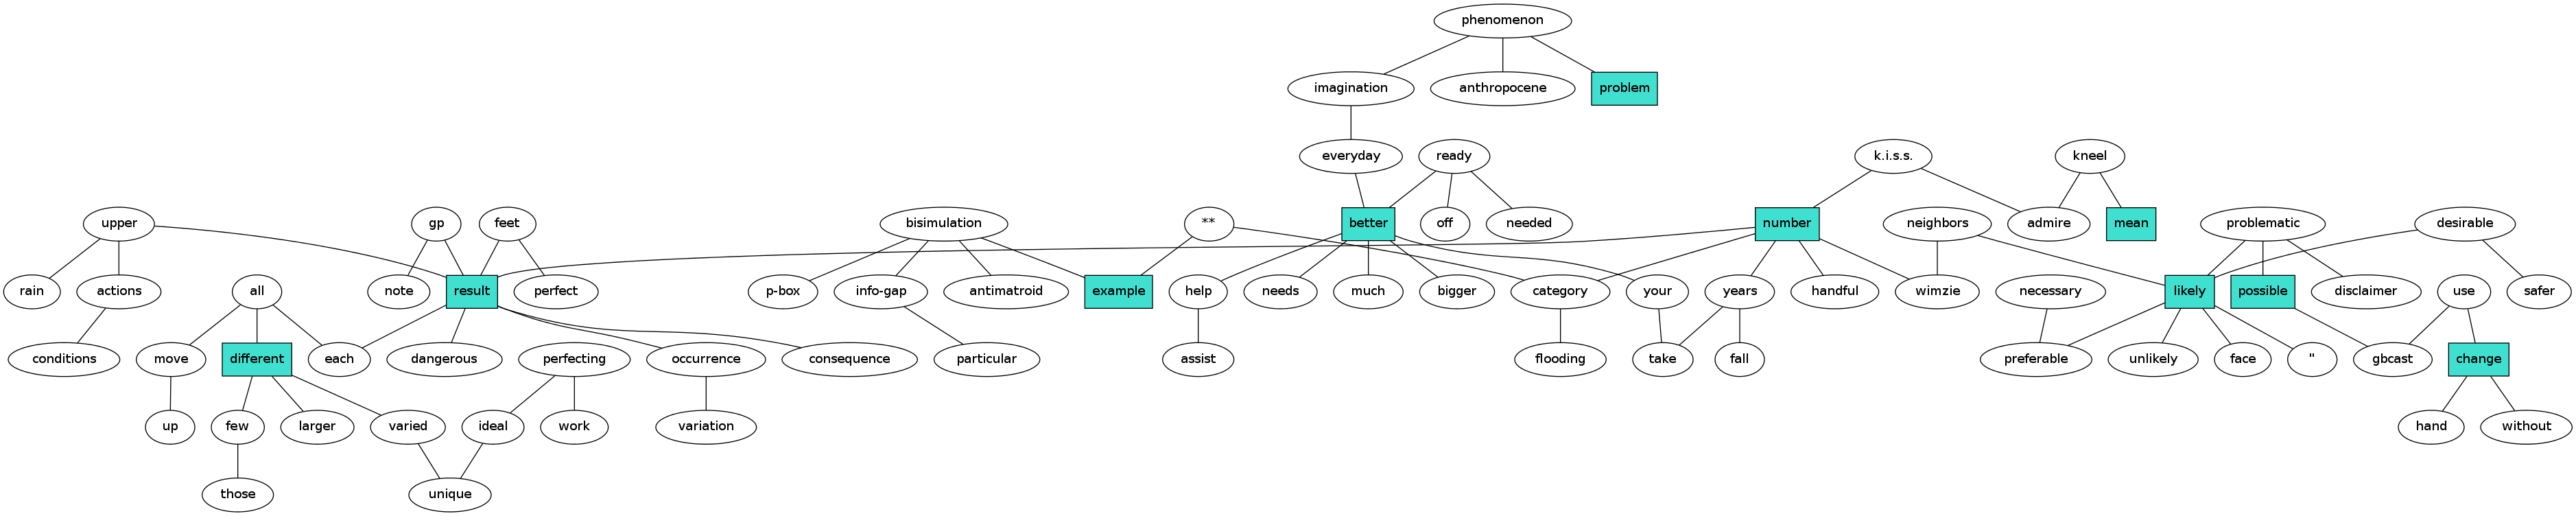 phenomenon
imagination anthropocene problem
everyday ready k.i.s.s. kneel
upper gp feet bisimulation ** better off needed number neighbors admire mean problematic desirable
rain actions all note result perfect p-box info-gap antimatroid example help needs much bigger category your years handful wimzie necessary likely possible disclaimer use safer
conditions move different each dangerous perfecting occurrence consequence particular assist flooding take fall preferable unlikely face " gbcast change
up few larger varied ideal work variation hand without
those unique